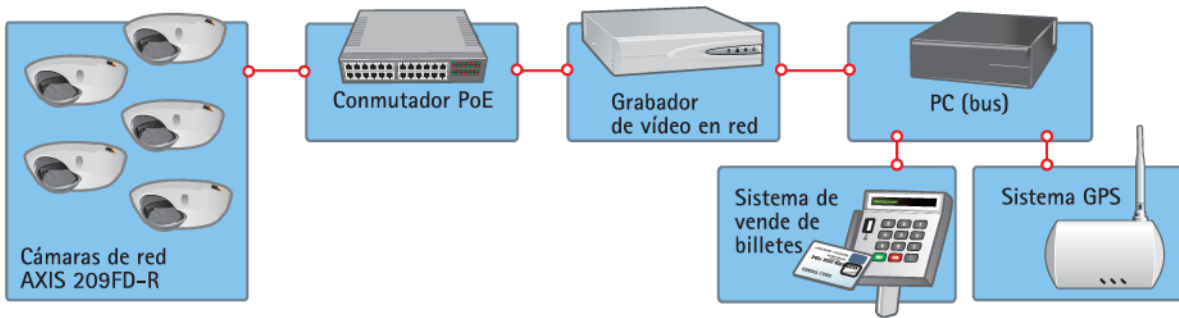 Cámaras de red
AXIS 209FD-R
Conmutador PoE
Grabador
de vídeo en red
PC (bus)
Sistema de
vende de
billetes
Sistema GPS